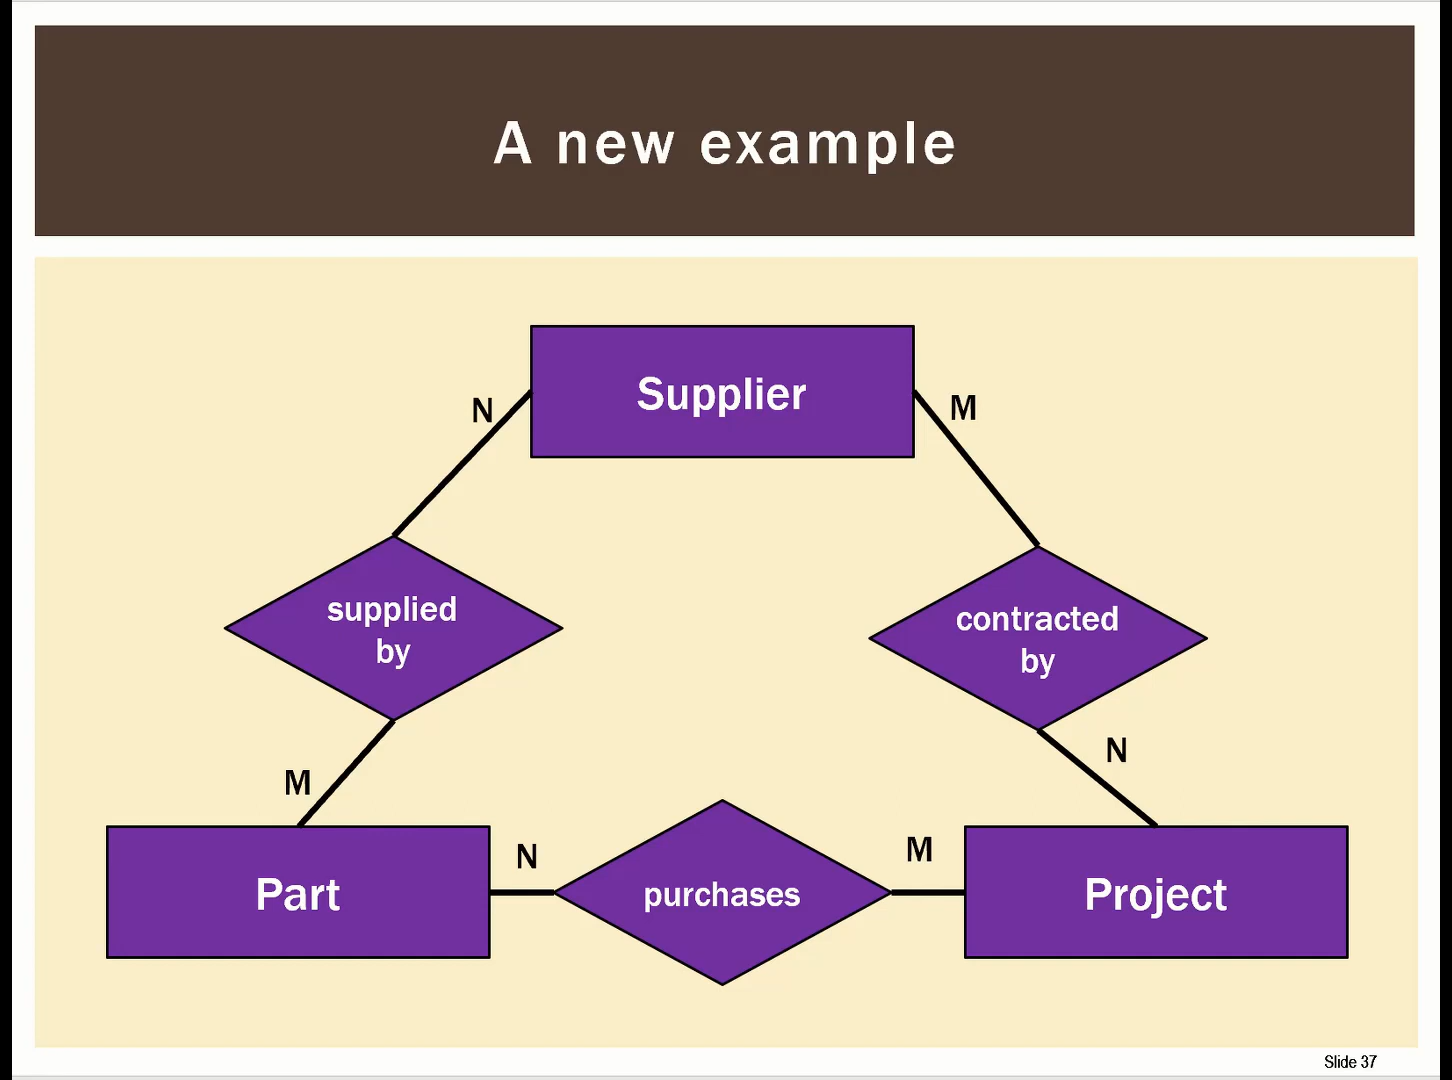 A new example
Supplier
N
M
supplied
by
contracted
by
M
N
Part
N
purchases
M
Project
Slide 37